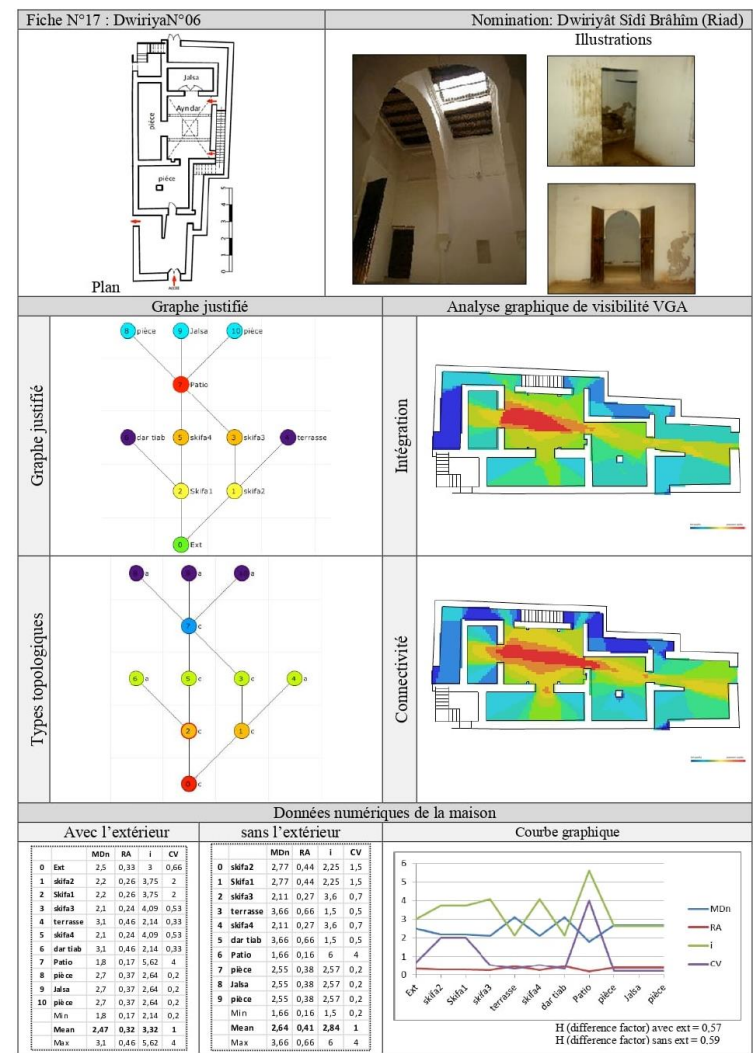 Fiche N°17 : DwiriyaN°06
Nomination: Dwiriyât Sîdi Brâhîm (Riad)
Illustrations
Jalsa
Ayn dar
pièce
pièce
Plan
Graphe justifié
Analyse graphique de visibilité VGA
Graphe justifié
8 pièce 9 Jalsa 10 pièce
7 Patio
6 dar tiab 5 skifa4 3 skifa3 4 terrasse
2 Skifa1 1 skifa2
0 Ext
Intégration
Types topologiques
a a a
7 c
6 a 5 c 3 c 4 a
2 c 1 c
0 c
Connectivité
Données numériques de la maison
Avec l’extérieur
sans l’extérieur
Courbe graphique
MDn RA i CV
0 Ext 2,5 0,33 3 0,66
1 skifa2 2,2 0,26 3,75 2
2 Skifa1 2,2 0,26 3,75 2
3 skifa3 2,1 0,24 4,09 0,53
4 terrasse 3,1 0,46 2,14 0,33
5 skifa4 2,1 0,24 4,09 0,53
6 dar tiab 3,1 0,46 2,14 0,33
7 Patio 1,8 0,17 5,62 4
8 pièce 2,7 0,37 2,64 0,2
9 Jalsa 2,7 0,37 2,64 0,2
10 pièce 2,7 0,37 2,64 0,2
Min 1,8 0,17 2,14 0,2
Mean 2,47 0,32 3,32 1
Max 3,1 0,46 5,62 4
MDn RA i CV
0 skifa2 2,77 0,44 2,25 1,5
1 Skifa1 2,77 0,44 2,25 1,5
2 skifa3 2,11 0,27 3,6 0,7
3 terrasse 3,66 0,66 1,5 0,5
4 skifa4 2,11 0,27 3,6 0,7
5 dar tiab 3,66 0,66 1,5 0,5
6 Patio 1,66 0,16 6 4
7 pièce 2,55 0,38 2,57 0,2
8 Jalsa 2,55 0,38 2,57 0,2
9 pièce 2,55 0,38 2,57 0,2
Min 1,66 0,16 1,5 0,2
Mean 2,64 0,41 2,84 1
Max 3,66 0,66 6 4
6
5
4
3
2
1
0
Ext skifa2 Skifa1 skifa3 terrasse skifa4 dar tiab Patio pièce Jalsa pièce
MDn
RA
i
CV
H (difference factor) avec ext = 0,57
H (difference factor) sans ext = 0.59